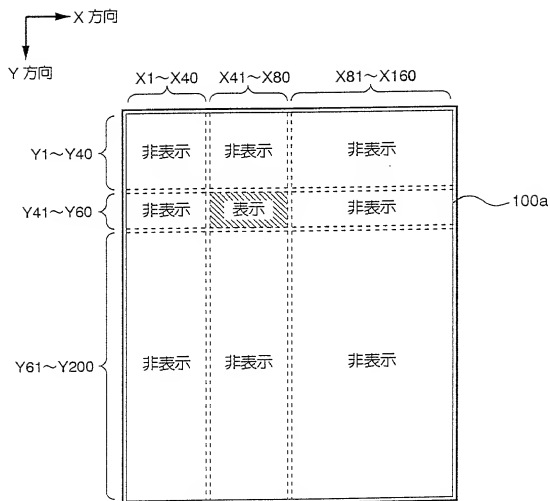 X 方向
Y 方向
X1～X40 X41～X80 X81～X160
Y1～Y40 非表示 非表示 非表示
Y41～Y60 非表示 表示 非表示 100a
Y61～Y200 非表示 非表示 非表示